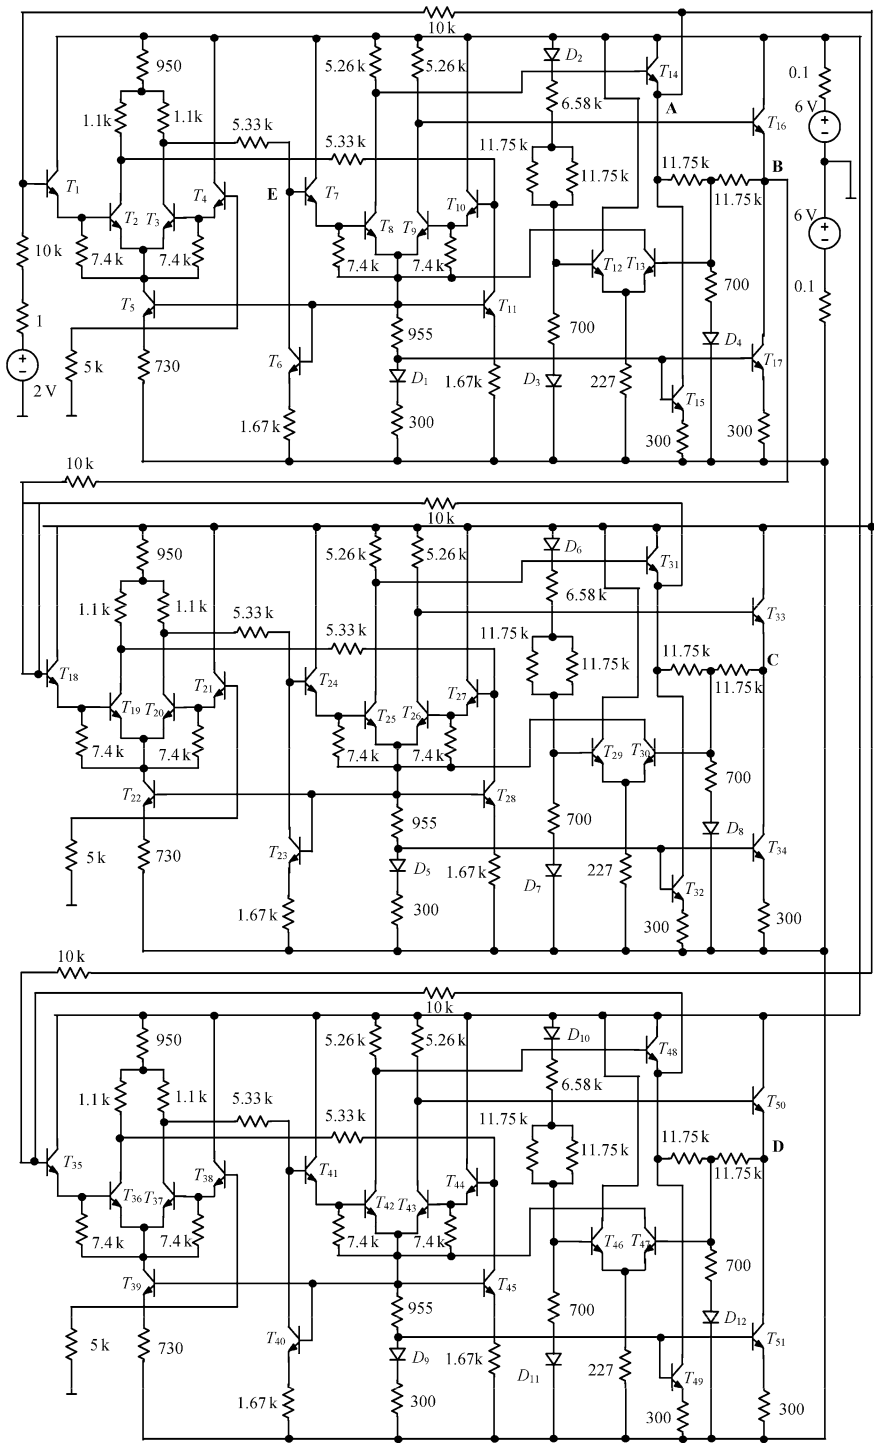 10 k
950
5.26 k
5.26 k
D2
T14
0.1
6 V
1.1k
1.1k
6.58 k
A
T16
5.33 k
5.33 k
11.75 k
11.75 k
11.75 k
B
11.75 k
T1
T4
E
T7
T10
T2
T3
T8
T9
6 V
10 k
7.4 k
7.4 k
7.4 k
7.4 k
T12
T13
700
0.1
T5
T11
1
955
700
D4
2 V
5 k
730
T6
D1
1.67k
D3
227
T15
T17
1.67 k
300
300
300
10 k
10 k
950
5.26 k
5.26 k
D6
T31
1.1 k
1.1 k
6.58 k
T33
5.33 k
5.33 k
11.75 k
11.75 k
11.75 k
C
11.75 k
T18
T21
T24
T27
T19
T20
T25
T26
7.4 k
7.4 k
7.4 k
7.4 k
T29
T30
700
T22
T28
955
700
D8
5 k
730
T23
D5
1.67 k
D7
227
T32
T34
1.67 k
300
300
300
10 k
10 k
950
5.26 k
5.26 k
D10
T48
1.1 k
1.1 k
6.58 k
T50
5.33 k
5.33 k
11.75 k
11.75 k
11.75 k
D
11.75 k
T35
T38
T41
T44
T36
T37
T42
T43
7.4 k
7.4 k
7.4 k
7.4 k
T46
T47
700
T39
T45
955
700
D12
5 k
730
T40
D9
1.67k
D11
227
T49
T51
1.67 k
300
300
300